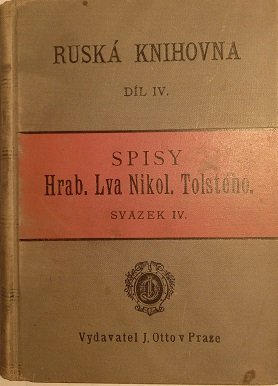 RUSKÁ KNIHOVNA
DÍL IV.
SPISY
Hrab. Lva Nikol. Tolstého.
SVAZEK IV.
Vydavatel J. Otto v Praze